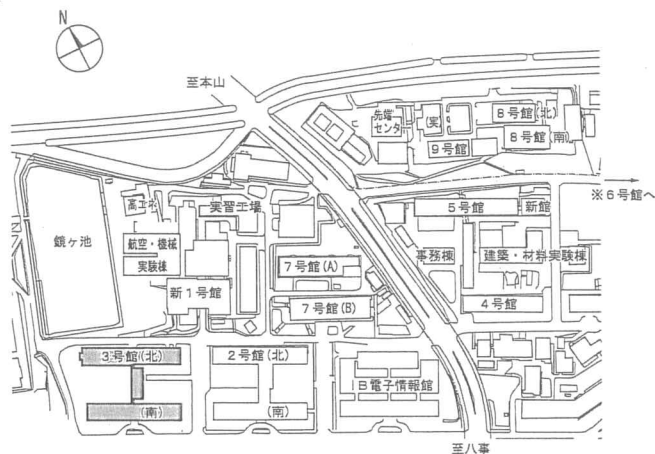 N
至本山
先端
センタ
(実)
8号館(北)
8号館(南)
9号館
※6号館へ
鏡ヶ池
実習工場
5号館
新館
航空・機械
実験棟
7号館(A)
事務棟
建築・材料実験棟
新1号館
7号館(B)
4号館
3号館(北)
2号館(北)
IB電子情報館
(南)
(南)
至八事